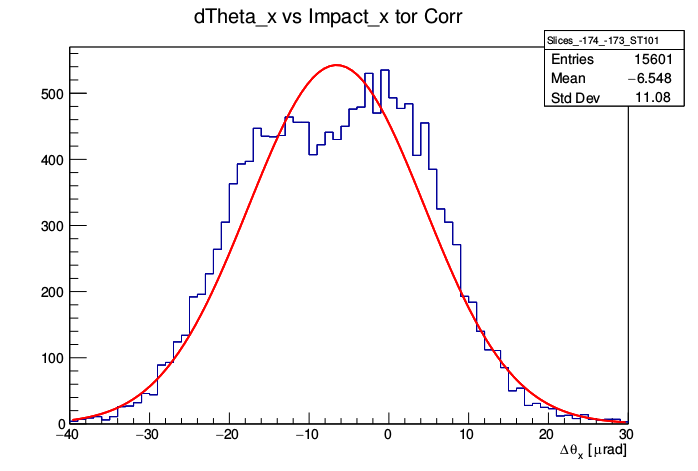 dTheta_x vs Impact_x tor Corr
Slices_-174_-173_ST101
Entries 15601
Mean −6.548
Std Dev 11.08
500
400
300
200
100
0
−40 −30 −20 −10 0 10 20 30
Δθx [μrad]